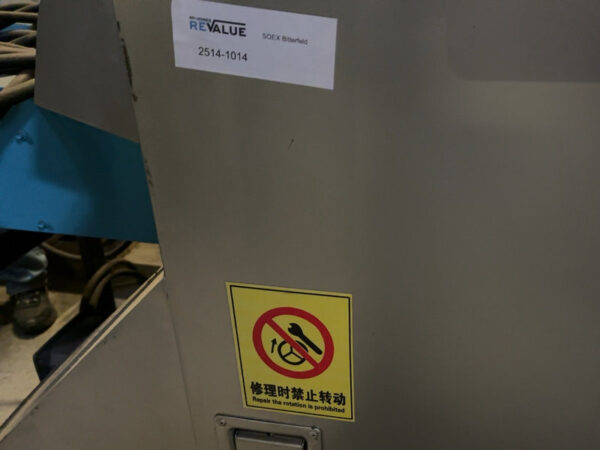 REVALUE
SOEX Bitterfeld
2514-1014
修理时禁止转动
Repair the rotation is prohibited